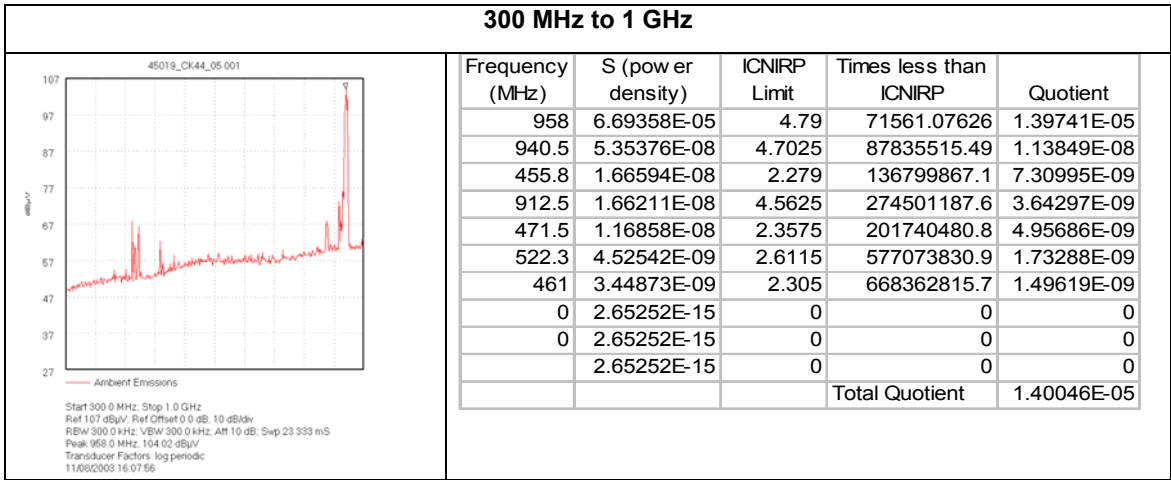 300 MHz to 1 GHz
45019_CK44_05 001
107
97
87
77
67
57
47
37
27
dBµV
Ambient Emissions
Start 300.0 MHz; Stop 1.0 GHz
Ref 107 dBµV; Ref Offset 0.0 dB; 10 dB/div
RBW 300.0 kHz; VBW 300.0 kHz; Att 10 dB; Swp 23.333 mS
Peak 958.0 MHz, 104.02 dBµV
Transducer Factors: log periodic
11/08/2003 16:07:56
Frequency (MHz) S (pow er density) ICNIRP Limit Times less than ICNIRP Quotient
958 6.69358E-05 4.79 71561.07626 1.39741E-05
940.5 5.35376E-08 4.7025 87835515.49 1.13849E-08
455.8 1.66594E-08 2.279 136799867.1 7.30995E-09
912.5 1.66211E-08 4.5625 274501187.6 3.64297E-09
471.5 1.16858E-08 2.3575 201740480.8 4.95686E-09
522.3 4.52542E-09 2.6115 577073830.9 1.73288E-09
461 3.44873E-09 2.305 668362815.7 1.49619E-09
0 2.65252E-15 0 0 0
0 2.65252E-15 0 0 0
2.65252E-15 0 0 0
Total Quotient 1.40046E-05